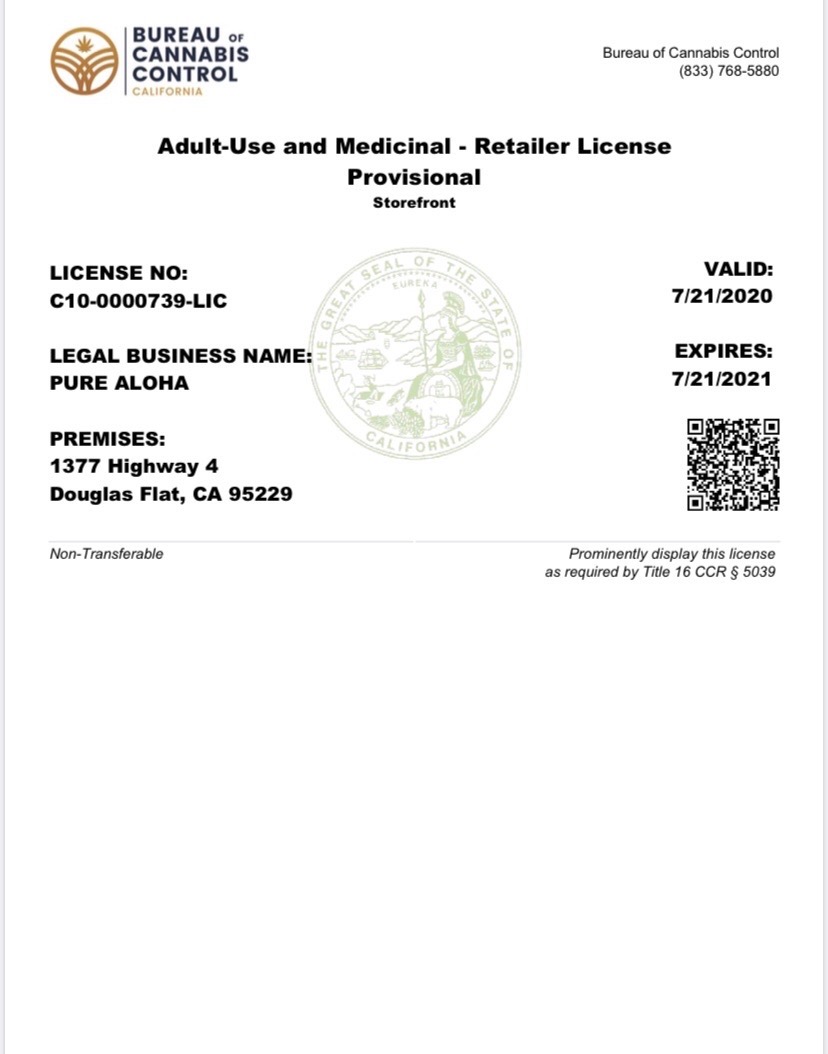 BUREAU OF
CANNABIS
CONTROL
CALIFORNIA
Bureau of Cannabis Control
(833) 768-5880
Adult-Use and Medicinal - Retailer License
Provisional
Storefront
LICENSE NO:
C10-0000739-LIC
VALID:
7/21/2020
THE GREAT SEAL OF THE STATE OF CALIFORNIA
EUREKA
LEGAL BUSINESS NAME:
PURE ALOHA
EXPIRES:
7/21/2021
PREMISES:
1377 Highway 4
Douglas Flat, CA 95229
Non-Transferable
Prominently display this license
as required by Title 16 CCR § 5039